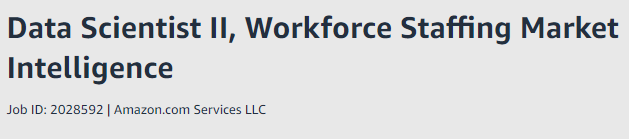 Data Scientist II, Workforce Staffing Market
Intelligence
Job ID: 2028592 | Amazon.com Services LLC